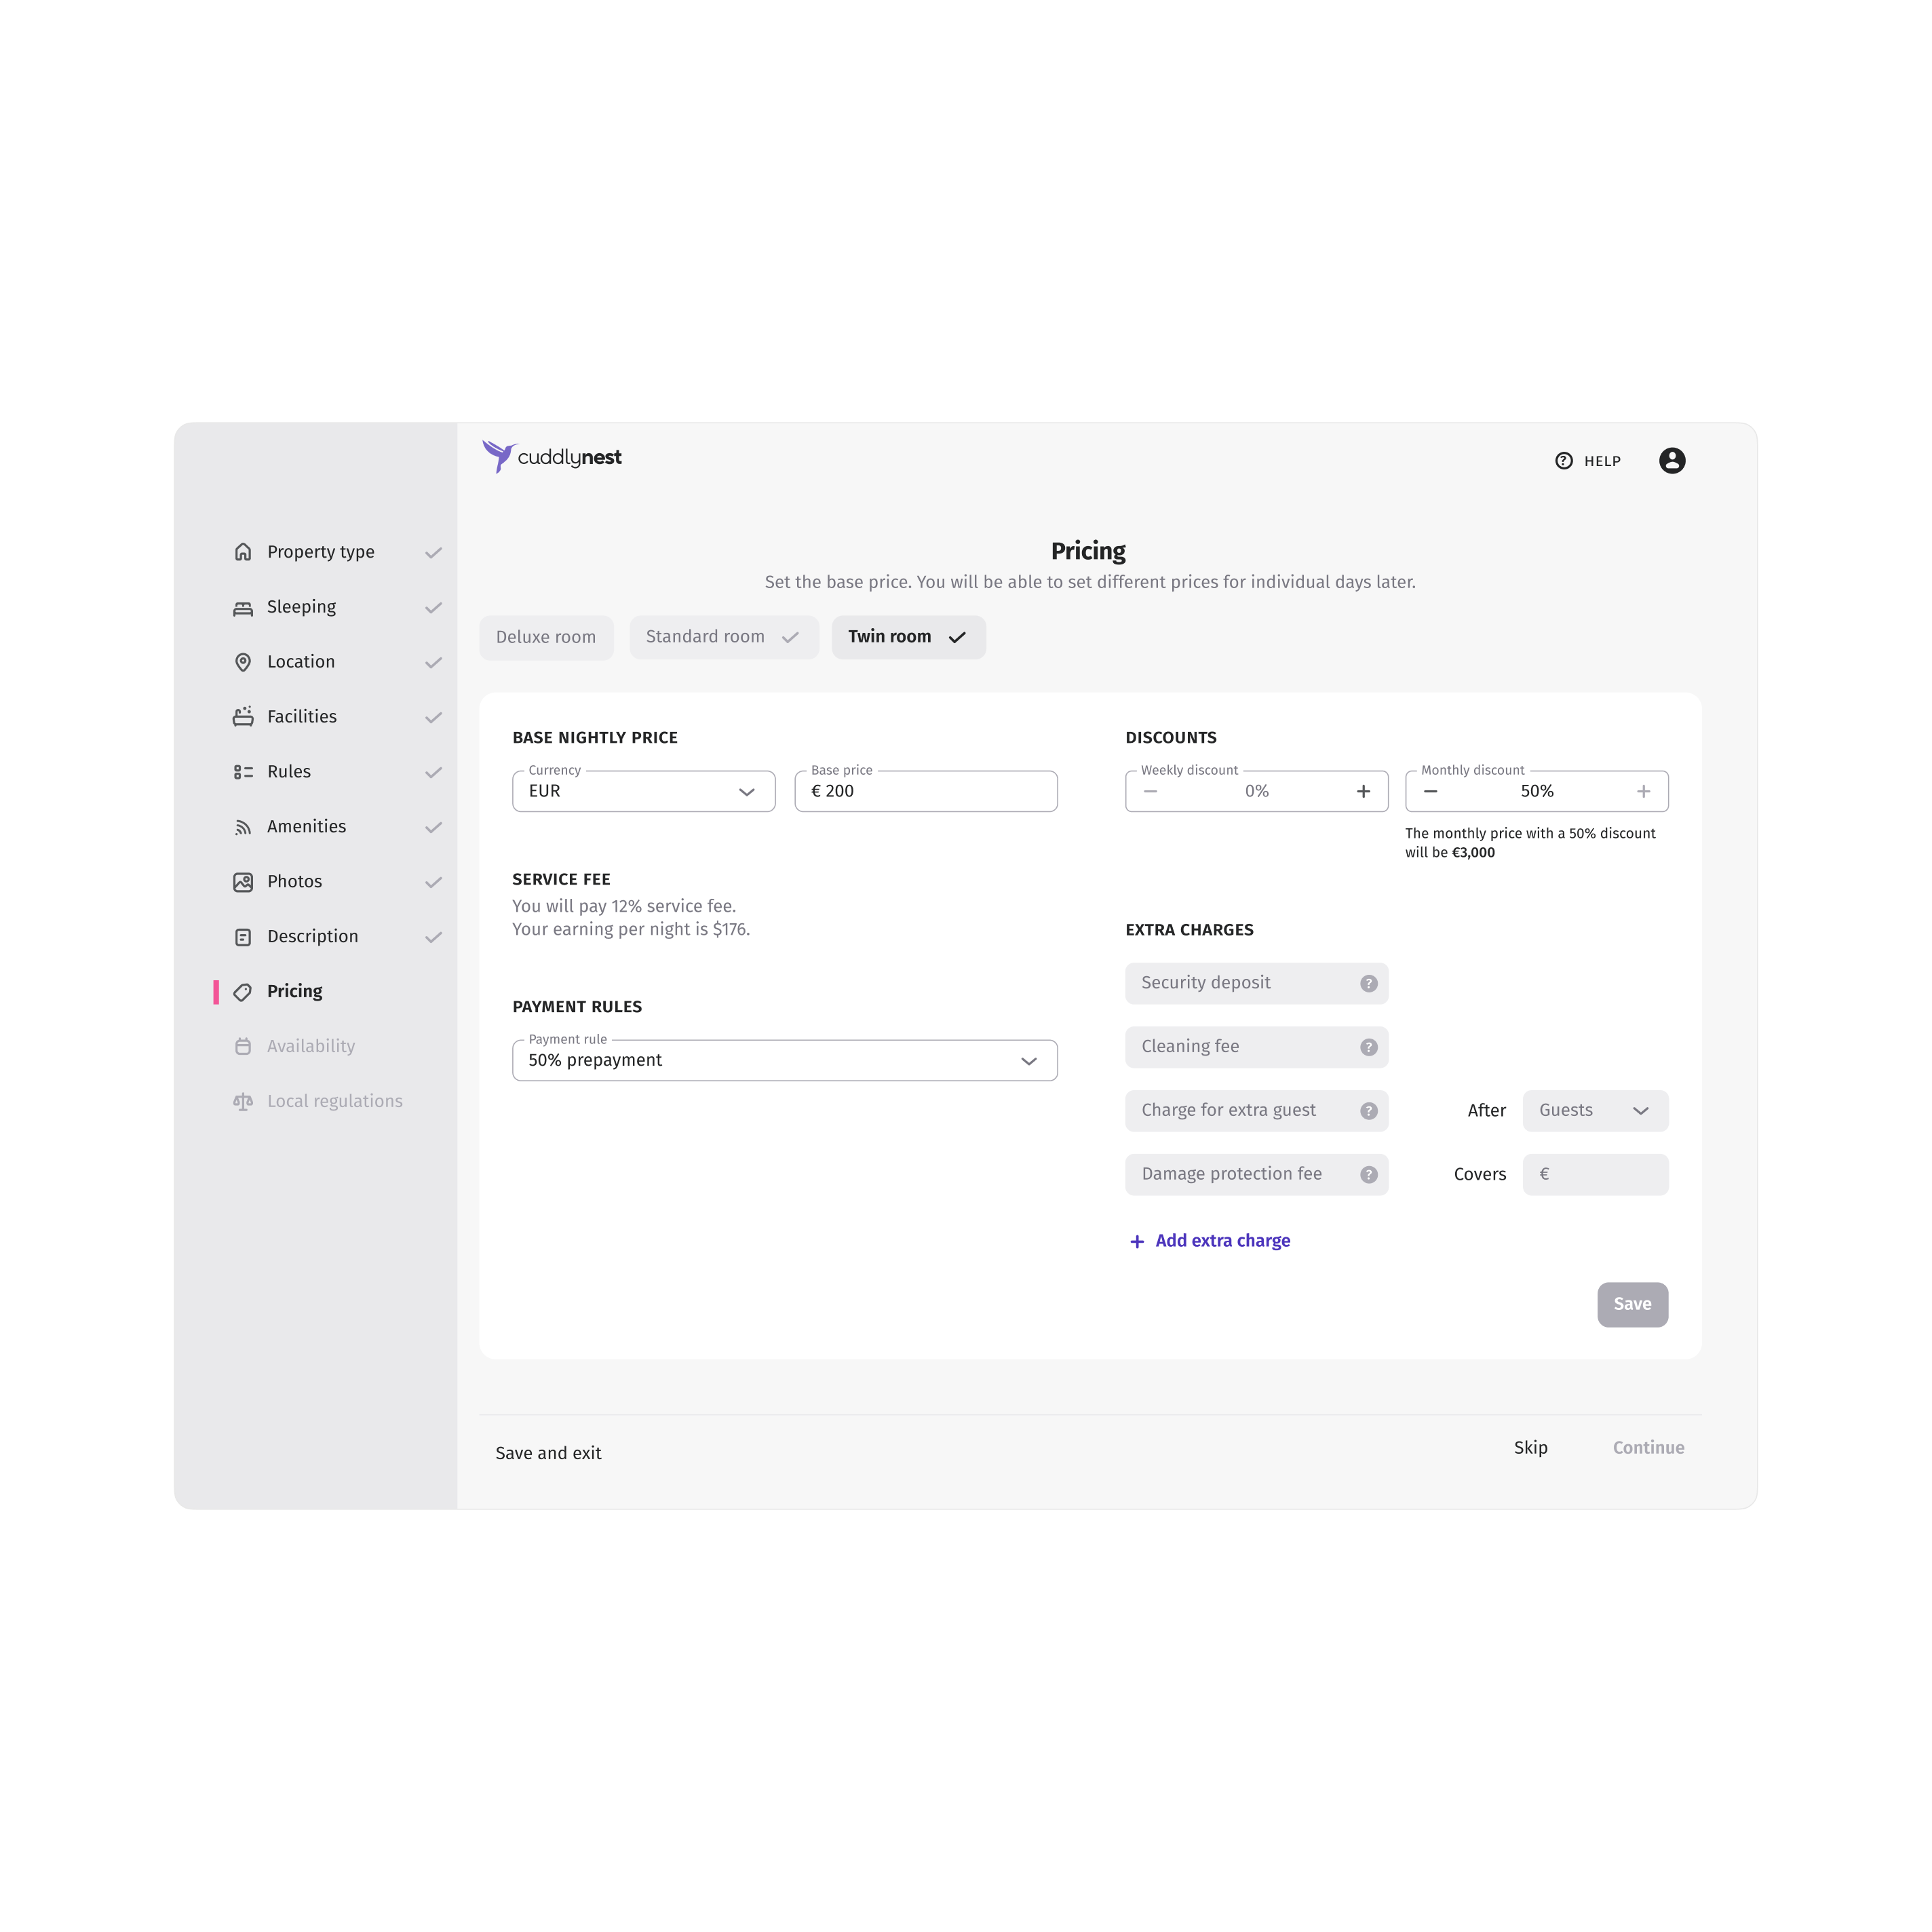 cuddlynest
HELP
Property type
Sleeping
Location
Facilities
Rules
Amenities
Photos
Description
Pricing
Availability
Local regulations
Pricing
Set the base price. You will be able to set different prices for individual days later.
Deluxe room
Standard room
Twin room
BASE NIGHTLY PRICE
Currency
EUR
Base price
€ 200
SERVICE FEE
You will pay 12% service fee.
Your earning per night is $176.
PAYMENT RULES
Payment rule
50% prepayment
DISCOUNTS
Weekly discount
− 0% +
Monthly discount
− 50% +
The monthly price with a 50% discount
will be €3,000
EXTRA CHARGES
Security deposit ?
Cleaning fee ?
Charge for extra guest ?
After
Guests
Damage protection fee ?
Covers
€
+ Add extra charge
Save
Save and exit
Skip
Continue